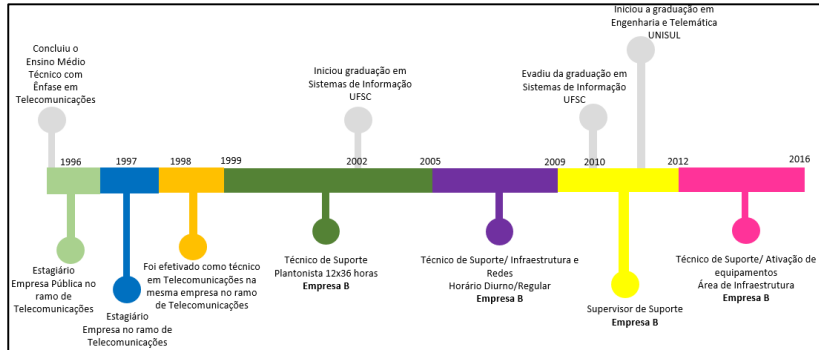 Iniciou a graduação em
Engenharia e Telemática
UNISUL
Concluiu o
Ensino Médio
Técnico com
Ênfase em
Telecomunicações
Iniciou graduação em
Sistemas de Informação
UFSC
Evadiu da graduação em
Sistemas de Informação
UFSC
1996
1997
1998
1999
2002
2005
2009
2010
2012
2016
Estagiário
Empresa Pública no
ramo de
Telecomunicações
Estagiário
Empresa no ramo de
Telecomunicações
Foi efetivado como técnico
em Telecomunicações na
mesma empresa no ramo
de Telecomunicações
Técnico de Suporte
Plantonista 12x36 horas
Empresa B
Técnico de Suporte/ Infraestrutura e
Redes
Horário Diurno/Regular
Empresa B
Supervisor de Suporte
Empresa B
Técnico de Suporte/ Ativação de
equipamentos
Área de Infraestrutura
Empresa B